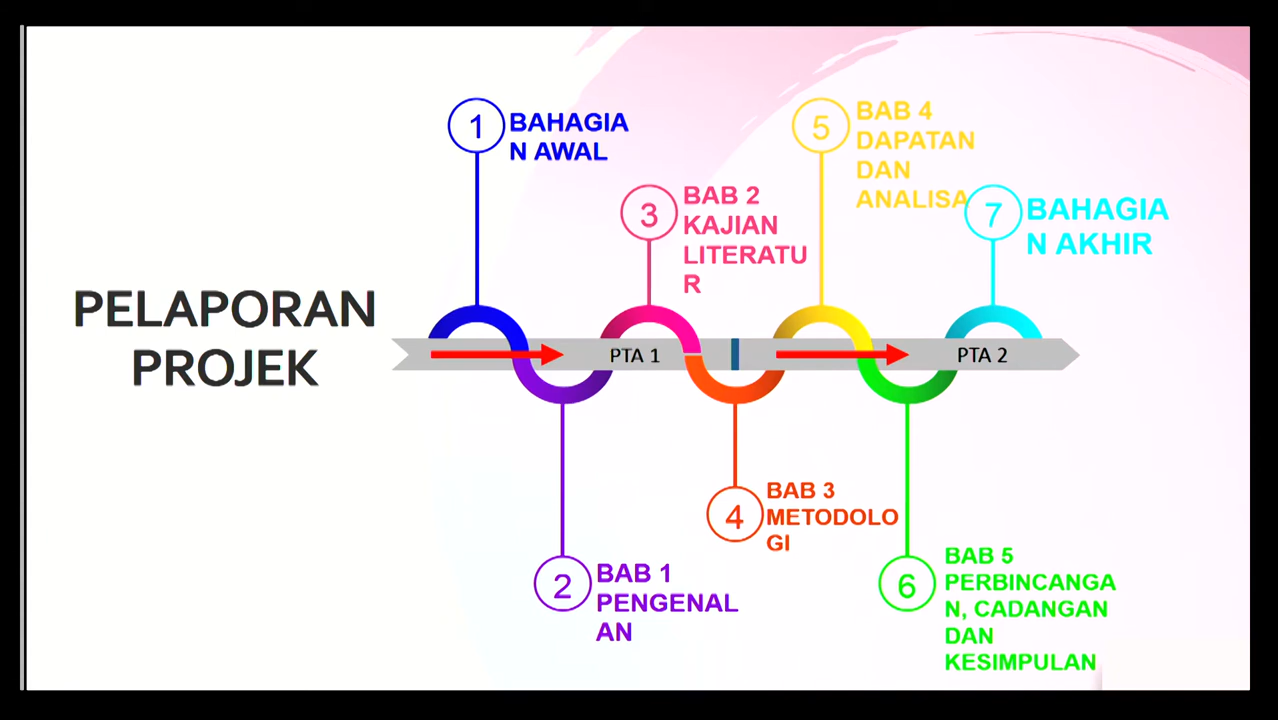 PELAPORAN
PROJEK
1
BAHAGIA
N AWAL
2
BAB 1
PENGENAL
AN
3
BAB 2
KAJIAN
LITERATU
R
4
BAB 3
METODOLO
GI
5
BAB 4
DAPATAN
DAN
ANALISA
6
BAB 5
PERBINCANGA
N, CADANGAN
DAN
KESIMPULAN
7
BAHAGIA
N AKHIR
PTA 1
PTA 2